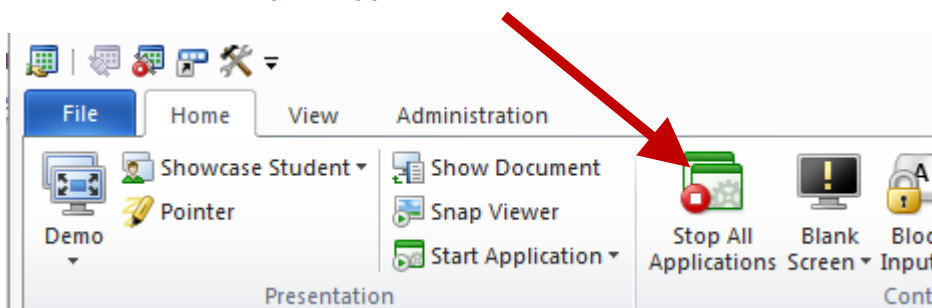 File Home View Administration
Showcase Student Show Document
Pointer Snap Viewer
Demo Start Application
Stop All Applications
Blank Screen
Presentation